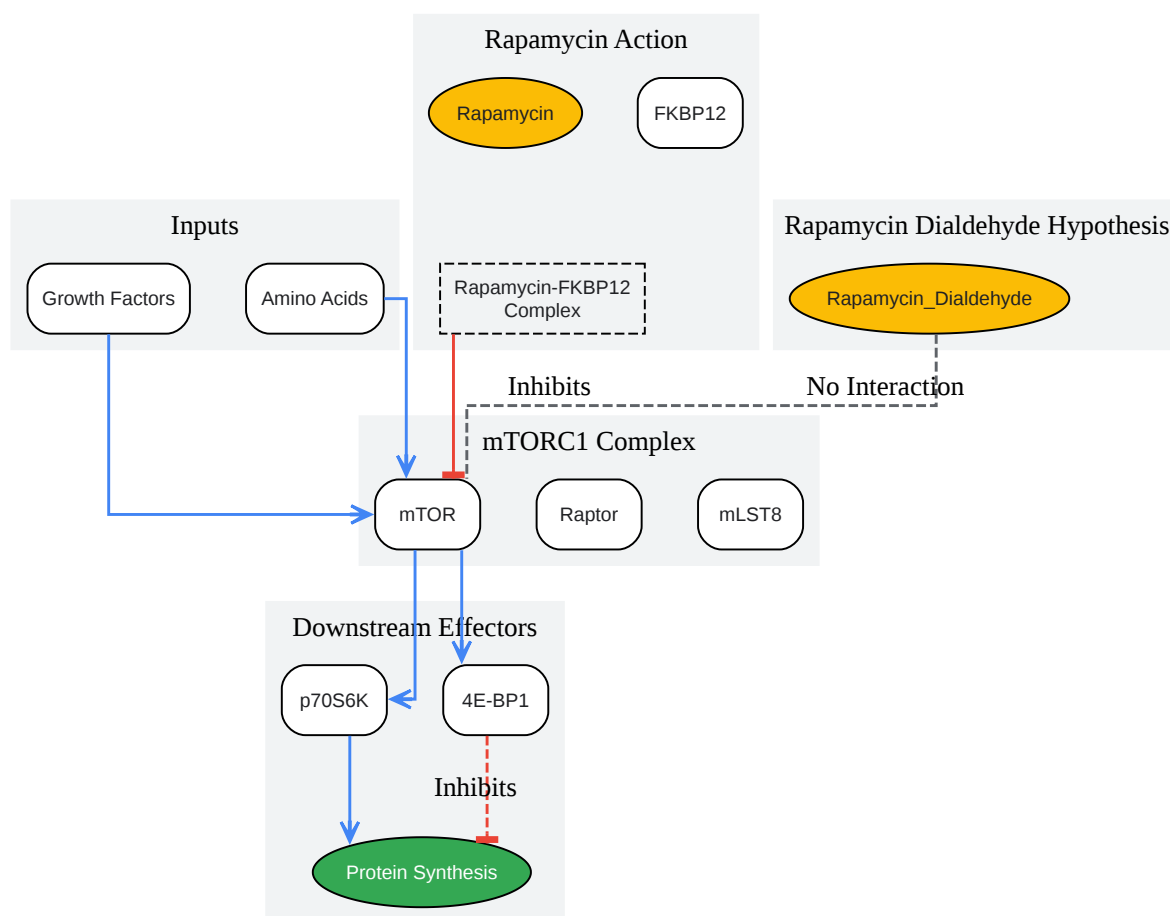 Rapamycin Action
Rapamycin
FKBP12
Inputs
Rapamycin Dialdehyde Hypothesis
Growth Factors
Amino Acids
Rapamycin-FKBP12
Complex
Rapamycin_Dialdehyde
Inhibits
No Interaction
mTORC1 Complex
mTOR
Raptor
mLST8
Downstream Effectors
p70S6K
4E-BP1
Inhibits
Protein Synthesis